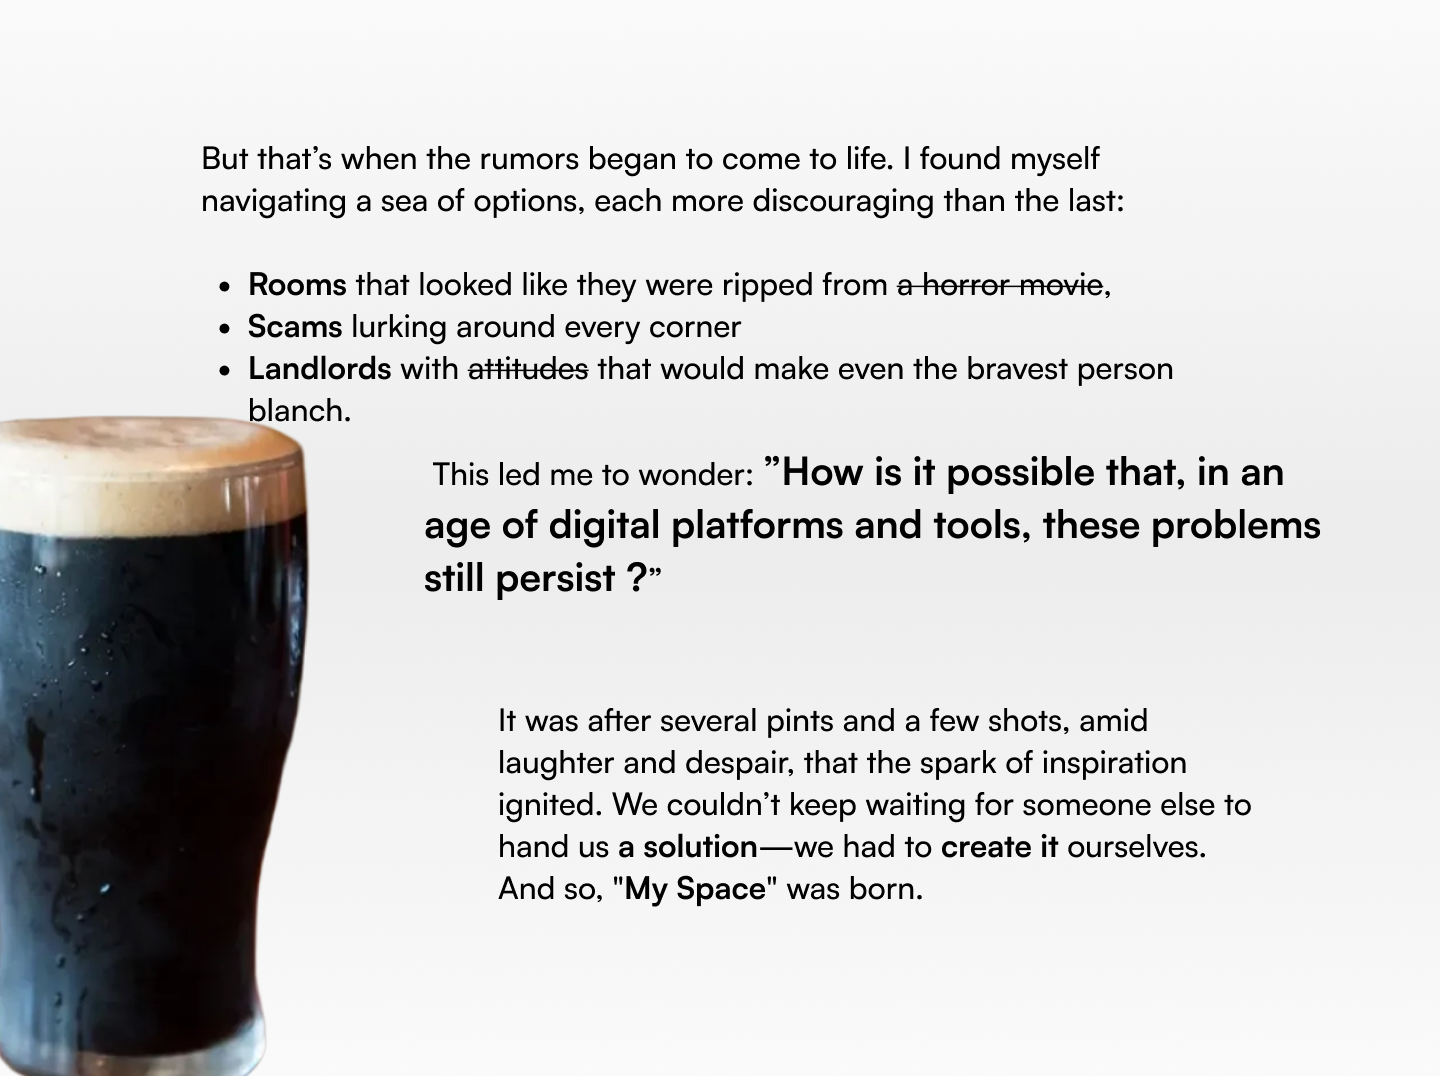 But that’s when the rumors began to come to life. I found myself
navigating a sea of options, each more discouraging than the last:
• Rooms that looked like they were ripped from a horror movie,
• Scams lurking around every corner
• Landlords with attitudes that would make even the bravest person
blanch.
This led me to wonder: ”How is it possible that, in an
age of digital platforms and tools, these problems
still persist ?”
It was after several pints and a few shots, amid
laughter and despair, that the spark of inspiration
ignited. We couldn’t keep waiting for someone else to
hand us a solution—we had to create it ourselves.
And so, "My Space" was born.